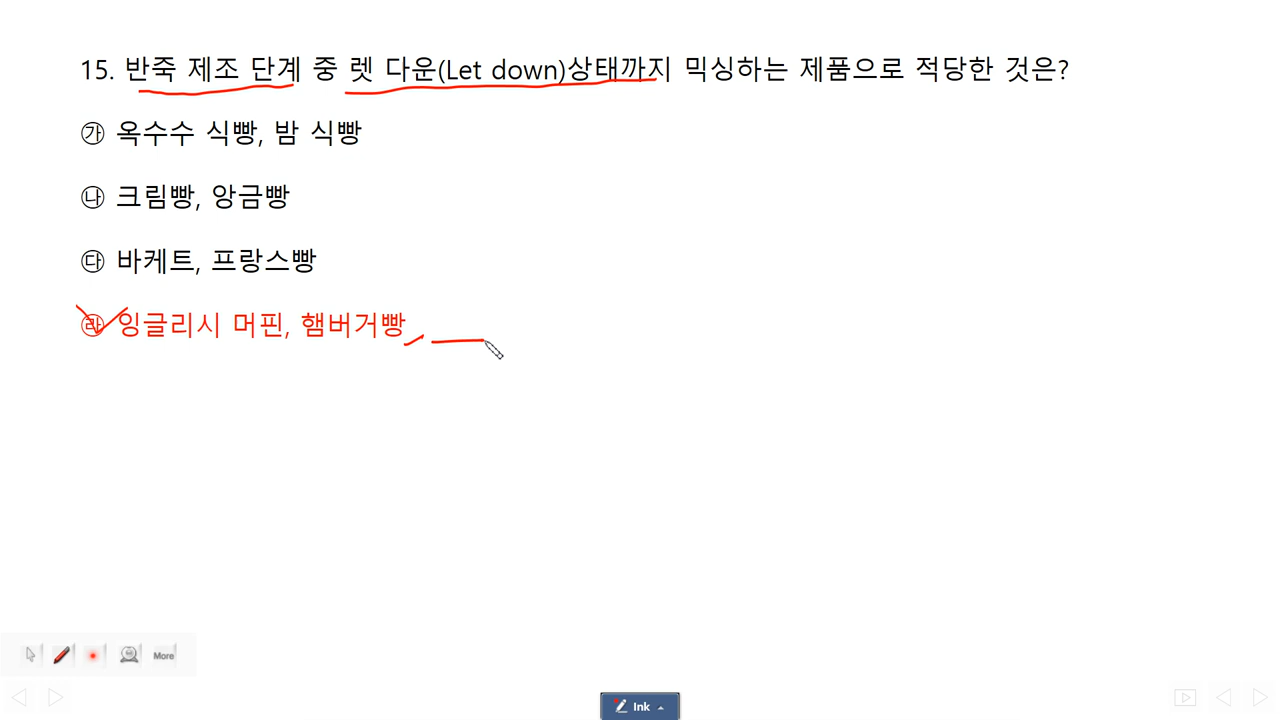 15. 반죽 제조 단계 중 렛 다운(Let down)상태까지 믹싱하는 제품으로 적당한 것은?
㉮ 옥수수 식빵, 밤 식빵
㉯ 크림빵, 앙금빵
㉰ 바케트, 프랑스빵
㉱ 잉글리시 머핀, 햄버거빵
More
Ink